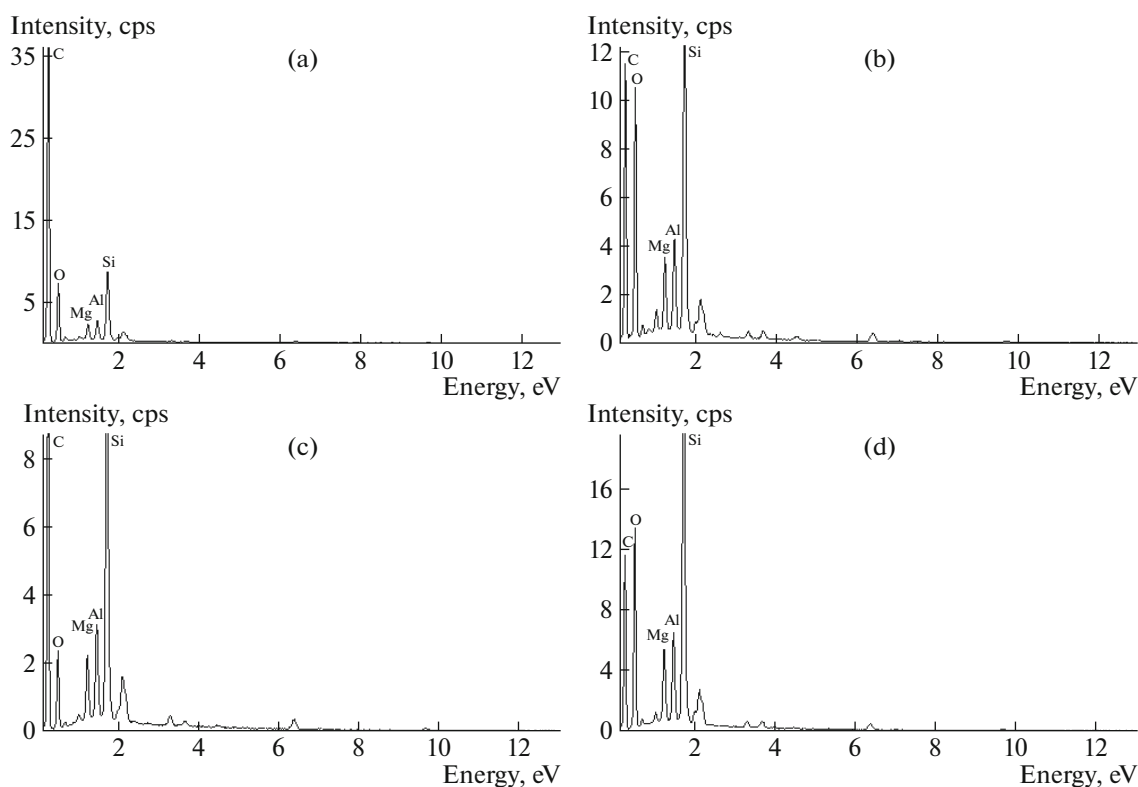 Intensity, cps
(a)
35
25
15
5
C
O
Mg
Al
Si
2 4 6 8 10 12
Energy, eV
Intensity, cps
(b)
12
10
8
6
4
2
0
C
O
Mg
Al
Si
2 4 6 8 10 12
Energy, eV
Intensity, cps
(c)
8
6
4
2
0
C
O
Mg
Al
Si
2 4 6 8 10 12
Energy, eV
Intensity, cps
(d)
16
12
8
4
0
C
O
Mg
Al
Si
2 4 6 8 10 12
Energy, eV